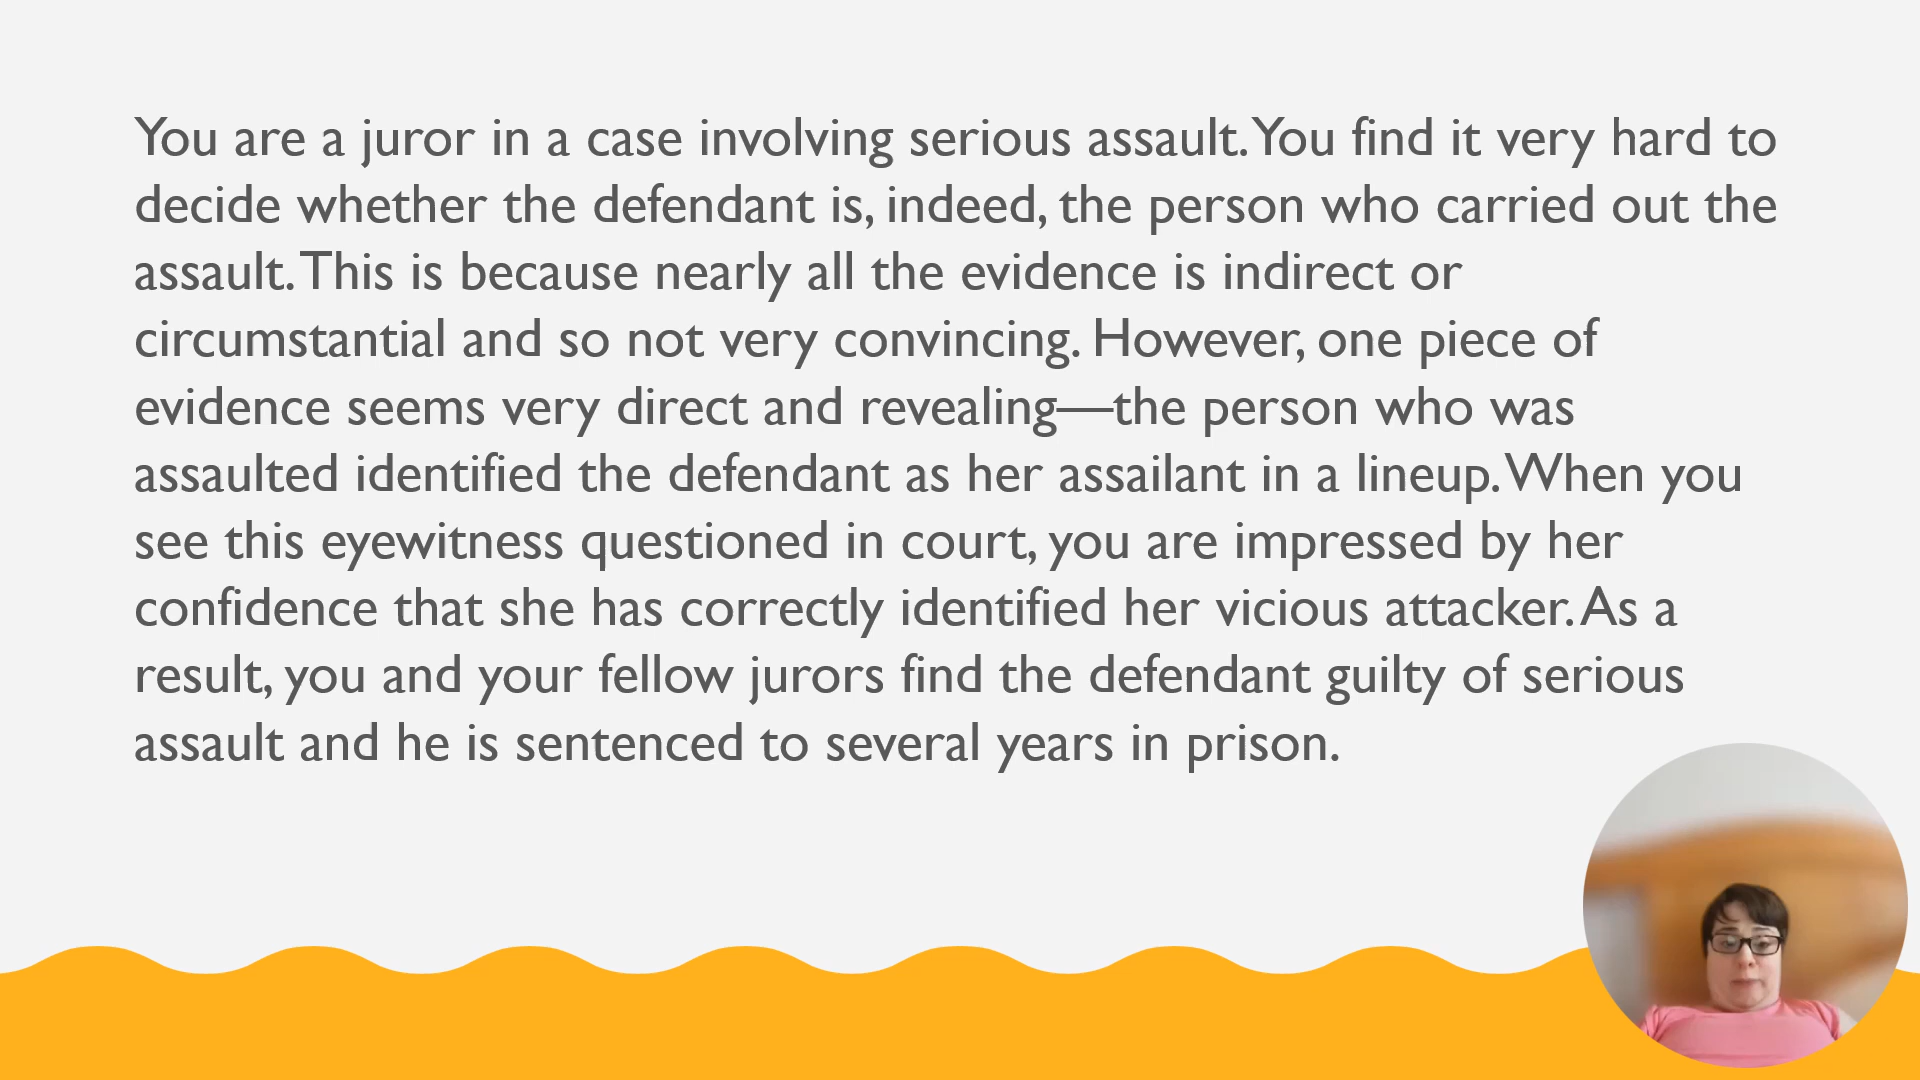 You are a juror in a case involving serious assault. You find it very hard to
decide whether the defendant is, indeed, the person who carried out the
assault. This is because nearly all the evidence is indirect or
circumstantial and so not very convincing. However, one piece of
evidence seems very direct and revealing—the person who was
assaulted identified the defendant as her assailant in a lineup. When you
see this eyewitness questioned in court, you are impressed by her
confidence that she has correctly identified her vicious attacker. As a
result, you and your fellow jurors find the defendant guilty of serious
assault and he is sentenced to several years in prison.